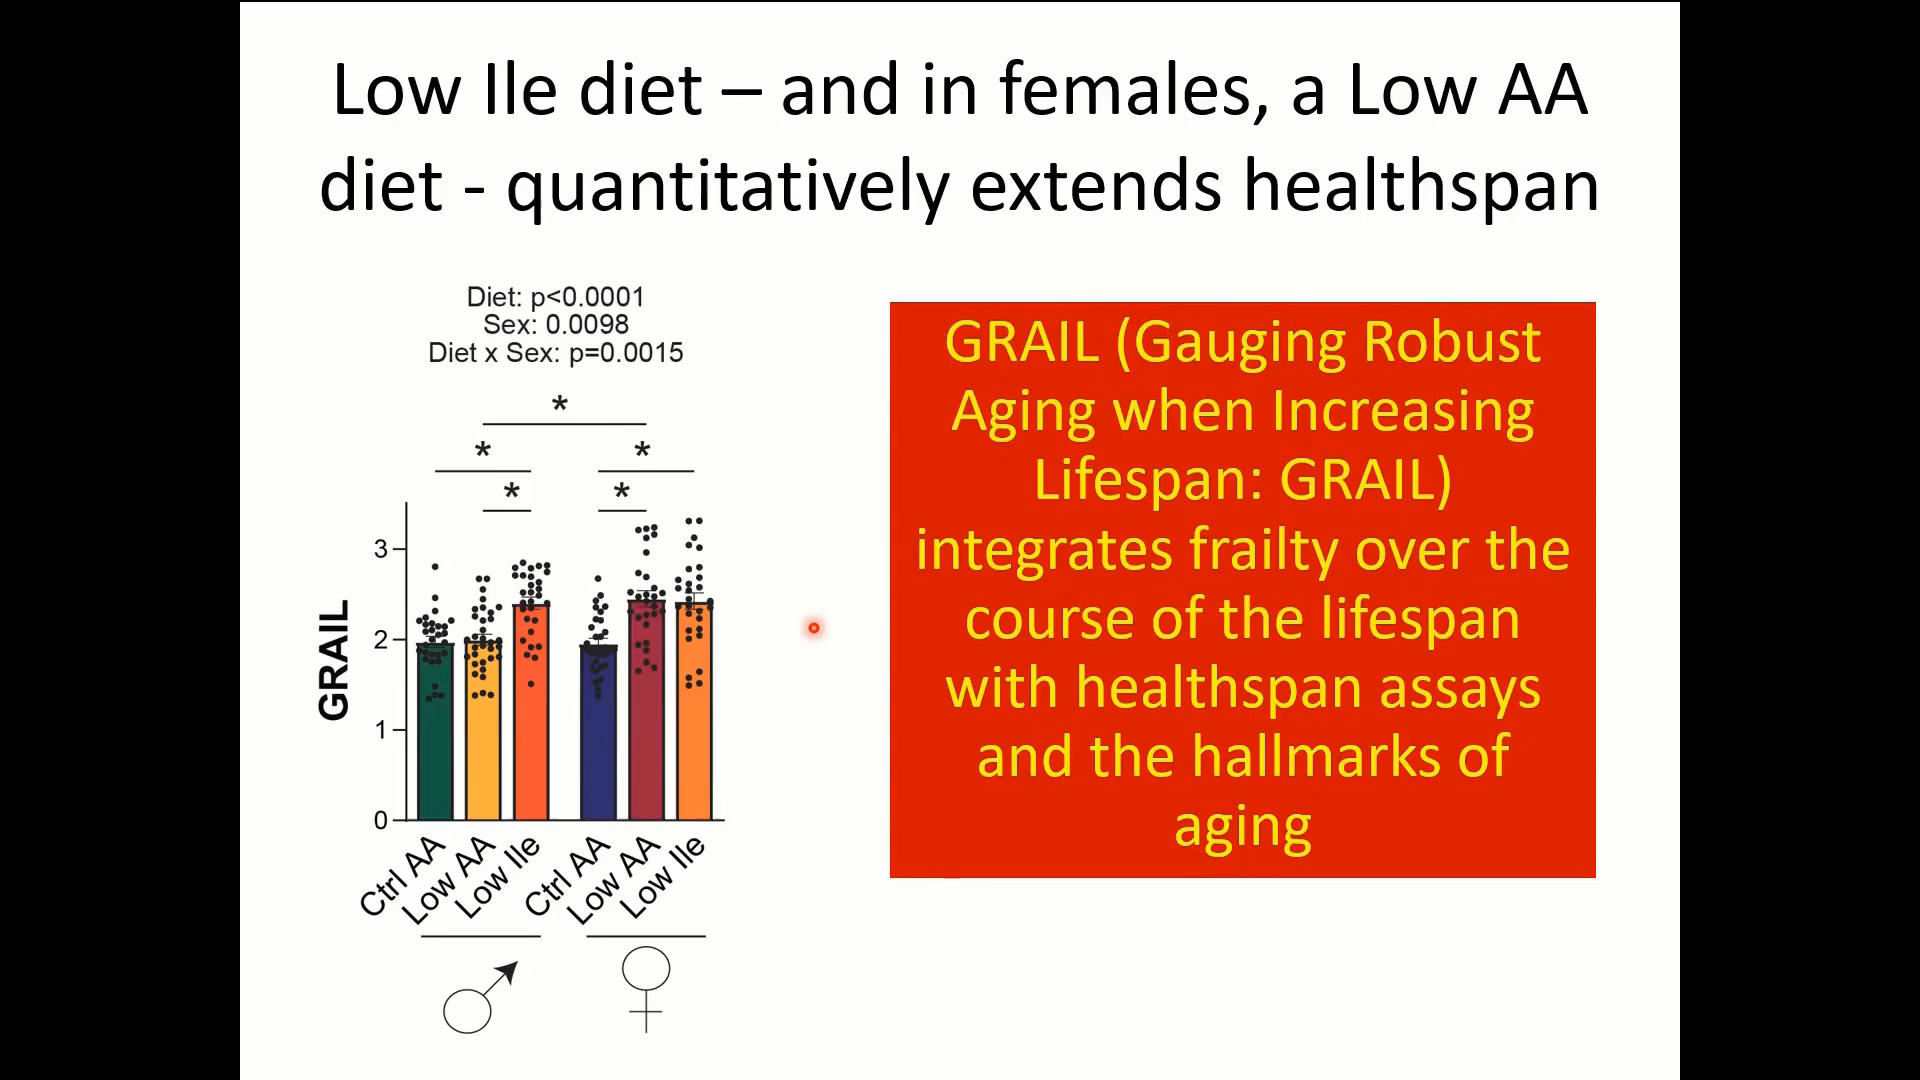 Low Ile diet – and in females, a Low AA
diet - quantitatively extends healthspan
Diet: p<0.0001
Sex: 0.0098
Diet x Sex: p=0.0015
*
* *
* *
3
2
1
0
GRAIL
Ctrl AA
Low AA
Low Ile
Ctrl AA
Low AA
Low Ile
GRAIL (Gauging Robust
Aging when Increasing
Lifespan: GRAIL)
integrates frailty over the
course of the lifespan
with healthspan assays
and the hallmarks of
aging